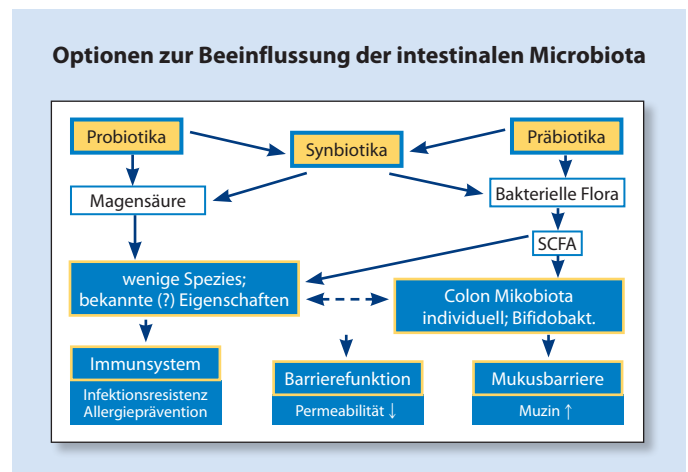 Optionen zur Beeinflussung der intestinalen Microbiota
Probiotika
Synbiotika
Präbiotika
Magensäure
Bakterielle Flora
SCFA
wenige Spezies;
bekannte (?) Eigenschaften
Colon Mikobiota
individuell; Bifidobakt.
Immunsystem
Infektionsresistenz
Allergieprävention
Barrierefunktion
Permeabilität ↓
Mukusbarriere
Muzin ↑